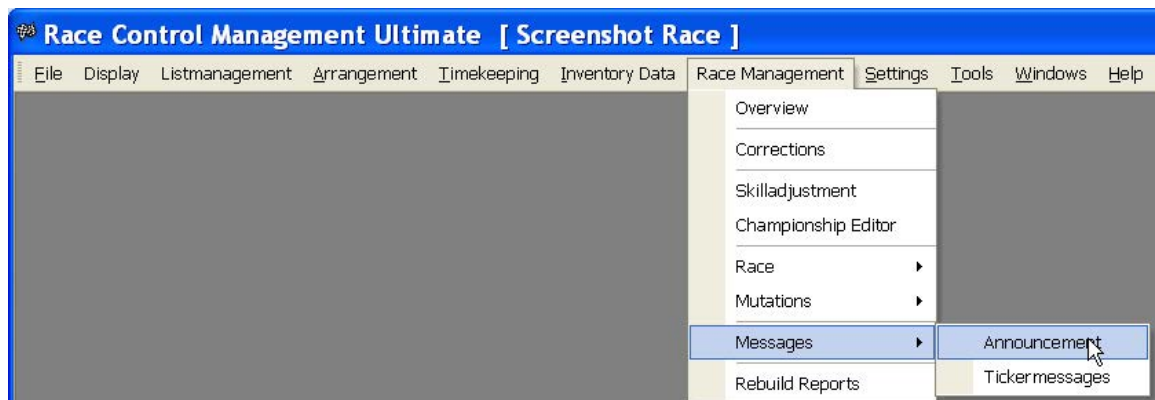 Race Control Management Ultimate [ Screenshot Race ]
File Display Listmanagement Arrangement Timekeeping Inventory Data Race Management Settings Tools Windows Help
Overview
Corrections
Skilladjustment
Championship Editor
Race
Mutations
Messages
Announcement
Tickermessages
Rebuild Reports